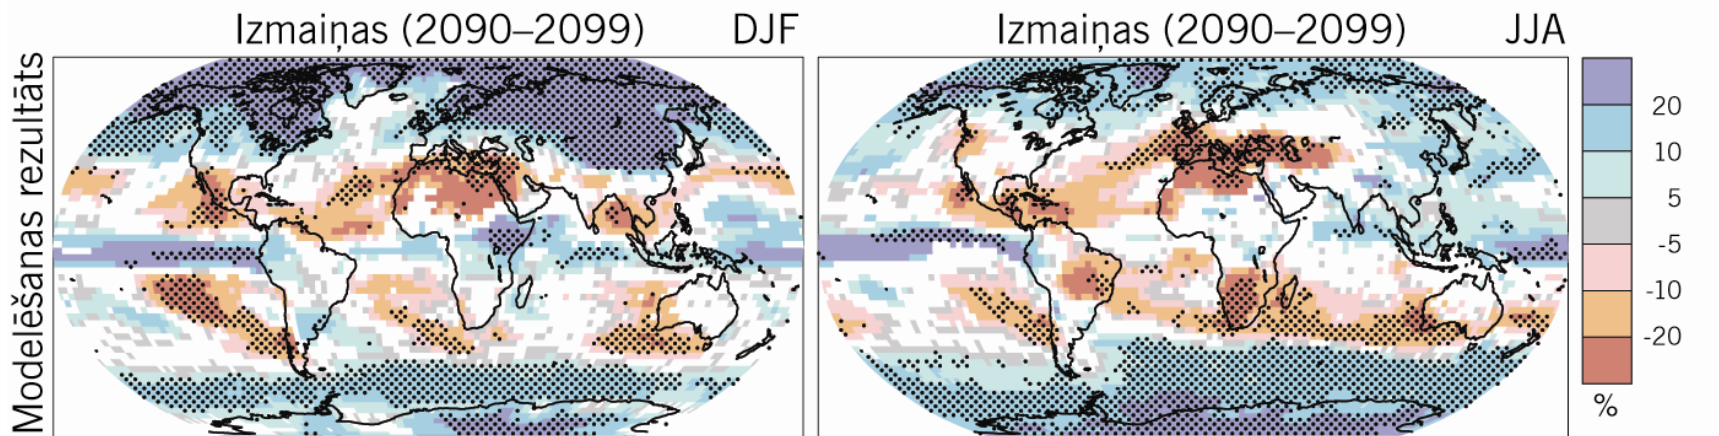 Izmaiņas (2090–2099) DJF
Izmaiņas (2090–2099) JJA
Modelēšanas rezultāts
20
10
5
-5
-10
-20
%